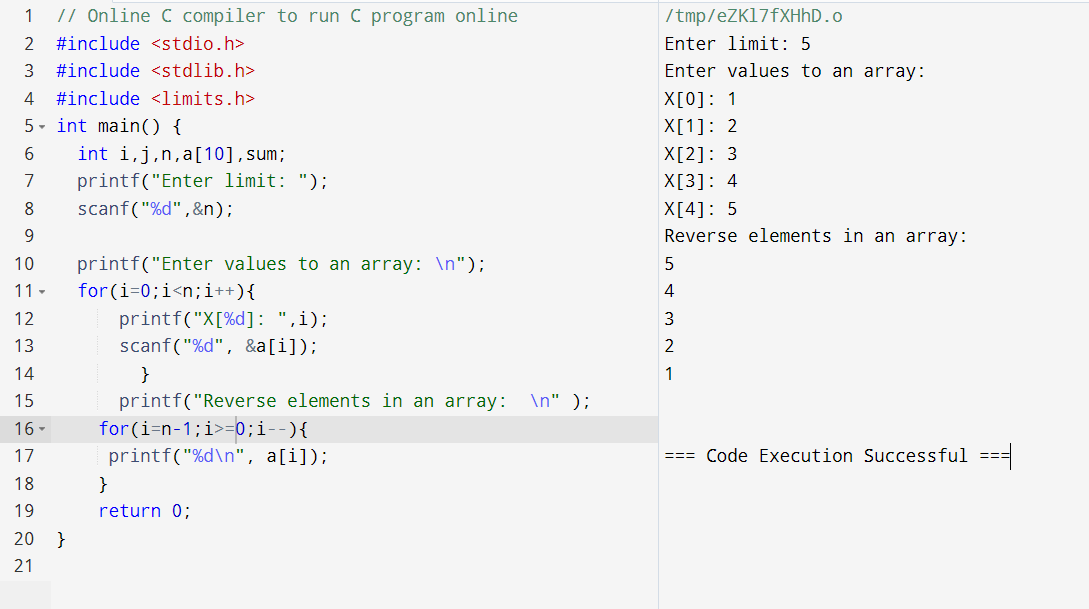 1 // Online C compiler to run C program online
2 #include <stdio.h>
3 #include <stdlib.h>
4 #include <limits.h>
5 int main() {
6 int i,j,n,a[10],sum;
7 printf("Enter limit: ");
8 scanf("%d",&n);
9
10 printf("Enter values to an array: \n");
11 for(i=0;i<n;i++){
12 printf("X[%d]: ",i);
13 scanf("%d", &a[i]);
14 }
15 printf("Reverse elements in an array:  \n" );
16 for(i=n-1;i>=0;i--){
17 printf("%d\n", a[i]);
18 }
19 return 0;
20 }
21
/tmp/eZKl7fXHhD.o
Enter limit: 5
Enter values to an array:
X[0]: 1
X[1]: 2
X[2]: 3
X[3]: 4
X[4]: 5
Reverse elements in an array:
5
4
3
2
1
=== Code Execution Successful ===